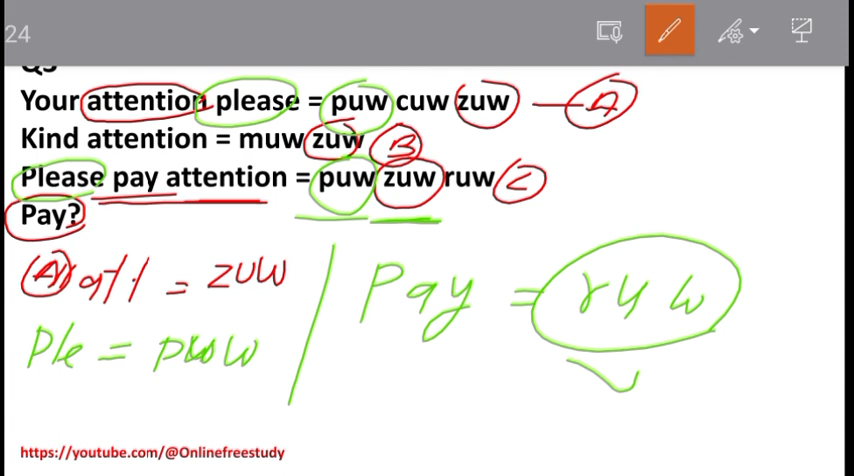 24
Q3
Your attention please = puw cuw zuw — A
Kind attention = muw zuw B
Please pay attention = puw zuw ruw C
Pay?
A att = zuw
Ple = puw
Pay = ruw
https://youtube.com/@Onlinefreestudy